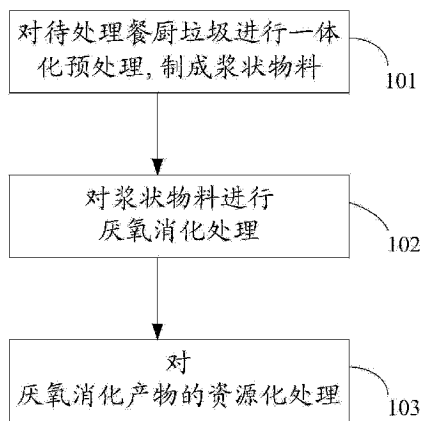 对待处理餐厨垃圾进行一体
化预处理,制成浆状物料
101
对浆状物料进行
厌氧消化处理
102
对
厌氧消化产物的资源化处理
103